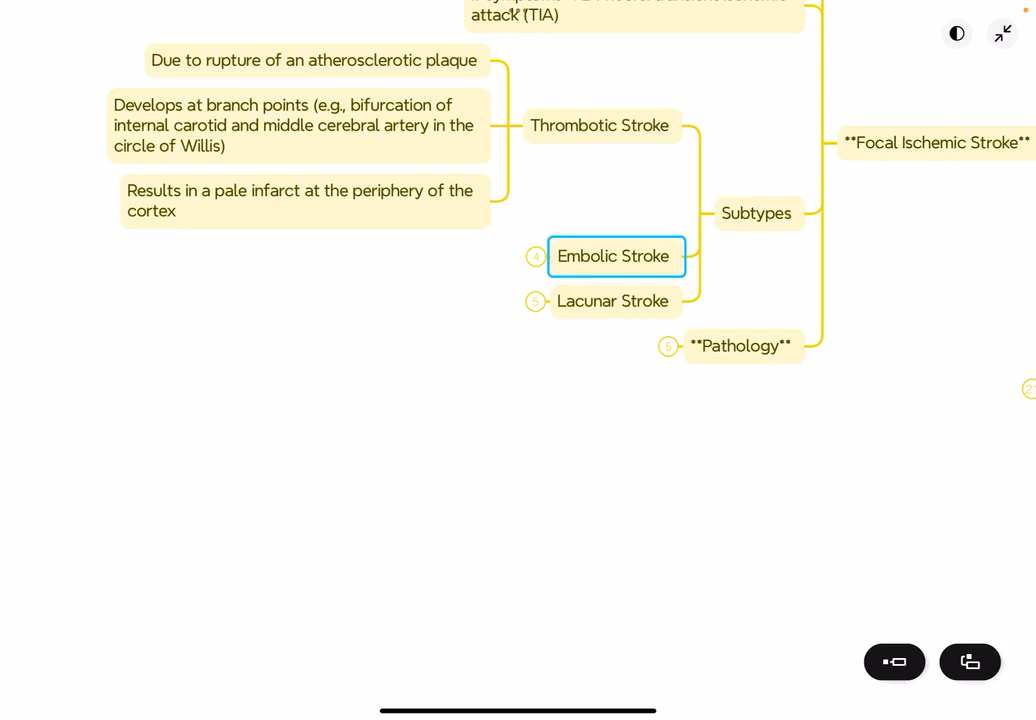 attack (TIA)
Due to rupture of an atherosclerotic plaque
Develops at branch points (e.g., bifurcation of
internal carotid and middle cerebral artery in the
circle of Willis)
Results in a pale infarct at the periphery of the
cortex
Thrombotic Stroke
**Focal Ischemic Stroke**
Subtypes
4
Embolic Stroke
5
Lacunar Stroke
5
**Pathology**